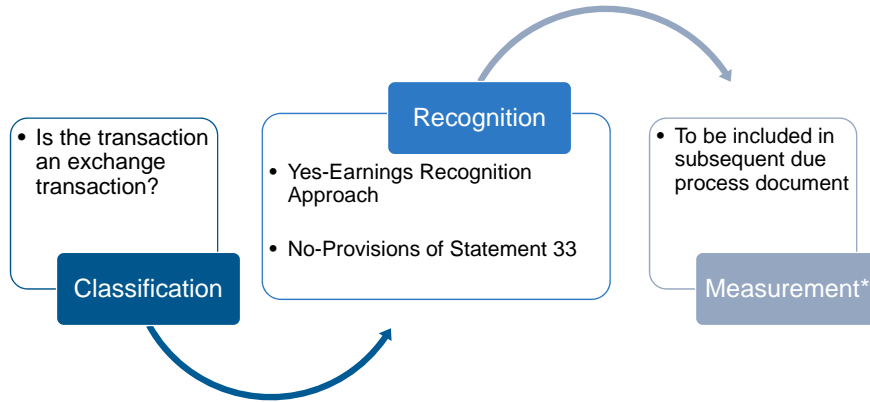 • Is the transaction
an exchange
transaction?
Classification
Recognition
• Yes-Earnings Recognition
Approach
• No-Provisions of Statement 33
• To be included in
subsequent due
process document
Measurement*